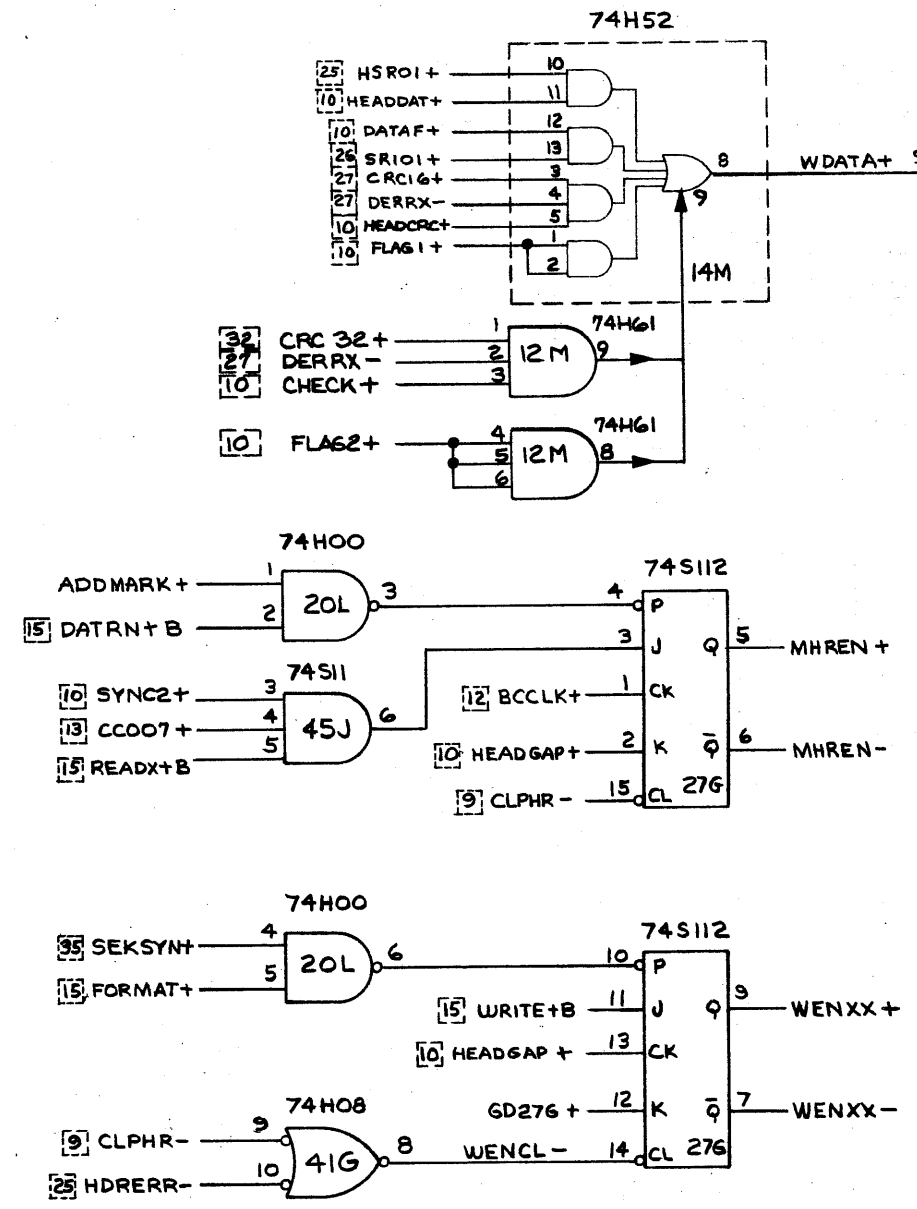 74H52
25 HSRO1+ 10
10 HEADDAT+ 11
10 DATAF+ 12
26 SR101+ 13
27 CRC16+ 3
27 DERRX- 4
10 HEADCRC+ 5
10 FLAG1+ 1
2
8 WDATA+
9
14M
74H61
32 CRC 32+ 1
27 DERRX- 2 12M 9
10 CHECK+ 3
74H61
10 FLAG2+ 4
5 12M 8
6
74H00
ADDMARK+ 1
20L 3
15 DATRN+B 2
74S112
4 P
3 J Q 5 MHREN+
12 BCCLK+ 1 CK
10 HEADGAP+ 2 K Q̅ 6 MHREN-
9 CLPHR- 15 CL 27G
74S11
10 SYNC2+ 3
13 CC007+ 4 45J 6
15 READX+B 5
74H00
95 SEKSYN+ 4
20L 6
15 FORMAT+ 5
74S112
10 P
15 WRITE+B 11 J Q 9 WENXX+
10 HEADGAP+ 13 CK
GD276+ 12 K Q̅ 7 WENXX-
WENCL- 14 CL 27G
74H08
9 CLPHR- 9
41G 8
25 HDRERR- 10